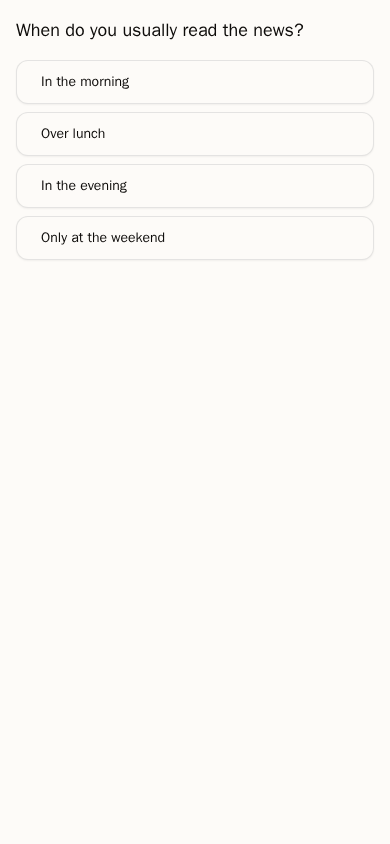 When do you usually read the news?
In the morning
Over lunch
In the evening
Only at the weekend